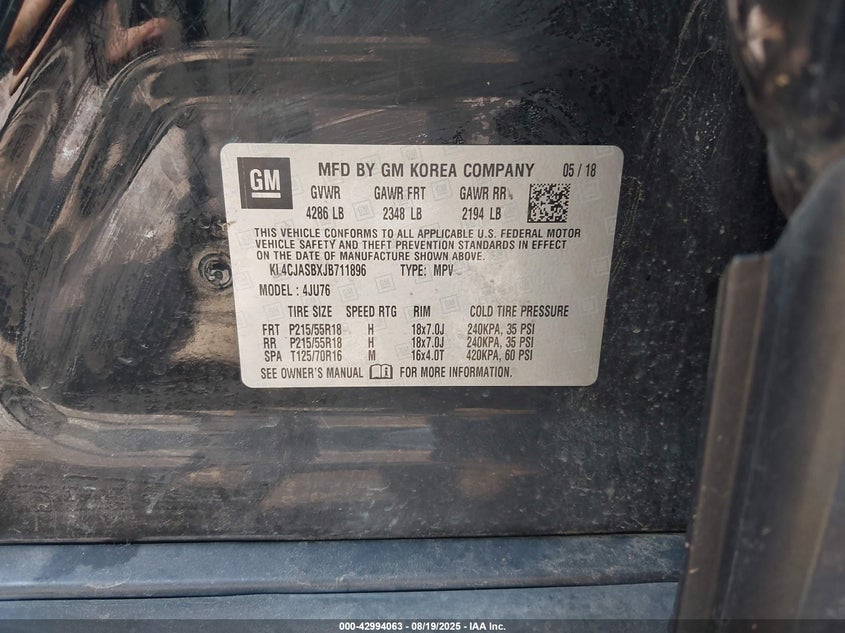 GM
MFD BY GM KOREA COMPANY 05 / 18
GVWR GAWR FRT GAWR RR
4286 LB 2348 LB 2194 LB
THIS VEHICLE CONFORMS TO ALL APPLICABLE U.S. FEDERAL MOTOR
VEHICLE SAFETY AND THEFT PREVENTION STANDARDS IN EFFECT
ON THE DATE OF MANUFACTURE SHOWN ABOVE.
KL4CJASBXJB711896 TYPE: MPV
MODEL : 4JU76
TIRE SIZE SPEED RTG RIM COLD TIRE PRESSURE
FRT P215/55R18 H 18x7.0J 240KPA, 35 PSI
RR P215/55R18 H 18x7.0J 240KPA, 35 PSI
SPA T125/70R16 M 16x4.0T 420KPA, 60 PSI
SEE OWNER'S MANUAL FOR MORE INFORMATION.
000-42994063 - 08/19/2025 - IAA Inc.